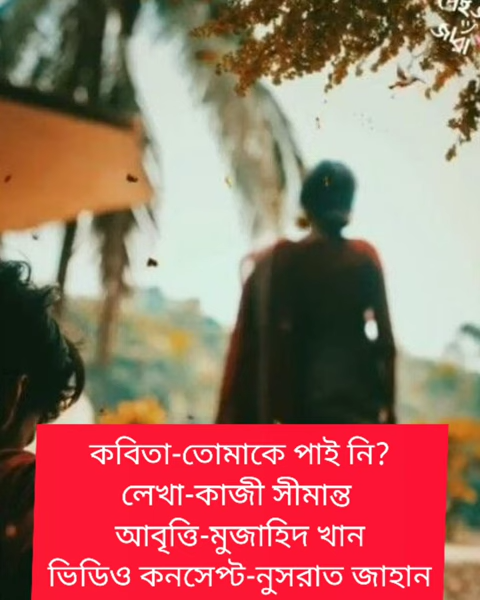 কবিতা-তোমাকে পাই নি?
লেখা-কাজী সীমান্ত
আবৃত্তি-মুজাহিদ খান
ভিডিও কনসেপ্ট-নুসরাত জাহান